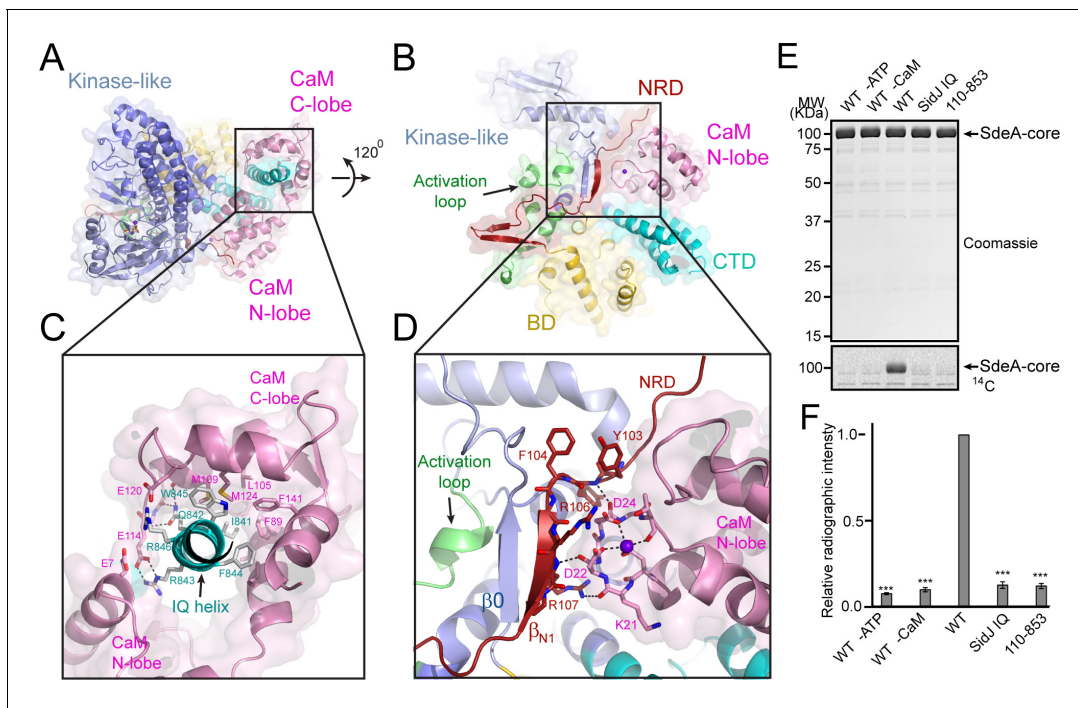 A
Kinase-like
CaM
C-lobe
CaM
N-lobe
120⁰
B
NRD
Kinase-like
CaM
N-lobe
Activation
loop
CTD
BD
C
CaM
C-lobe
E120
M109
L105
W845
M124
F141
Q842
I841
F89
E114
R846
E7
R843
F844
IQ helix
CaM
N-lobe
D
NRD
Y103
F104
Activation
loop
R106
D24
CaM
N-lobe
D22
β0
R107
βN1
K21
E
WT -ATP
WT -CaM
WT
SidJ IQ
110-853
MW
(KDa)
100
75
50
37
25
20
15
SdeA-core
Coomassie
100
SdeA-core
¹⁴C
F
Relative radiographic intensty
1.0
0.5
0.0
***
***
***
***
WT -ATP
WT -CaM
WT
SidJ IQ
110-853